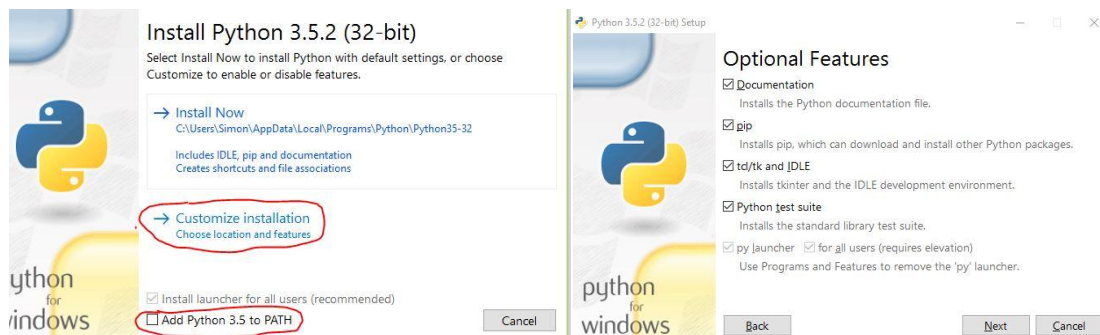 Install Python 3.5.2 (32-bit)
Select Install Now to install Python with default settings, or choose
Customize to enable or disable features.
Install Now
C:\Users\Simon\AppData\Local\Programs\Python\Python35-32
Includes IDLE, pip and documentation
Creates shortcuts and file associations
Customize installation
Choose location and features
Install launcher for all users (recommended)
Add Python 3.5 to PATH
Cancel
ython
for
indows
Python 3.5.2 (32-bit) Setup
Optional Features
Documentation
Installs the Python documentation file.
pip
Installs pip, which can download and install other Python packages.
td/tk and IDLE
Installs tkinter and the IDLE development environment.
Python test suite
Installs the standard library test suite.
py launcher for all users (requires elevation)
Use Programs and Features to remove the 'py' launcher.
python
for
windows
Back
Next
Cancel